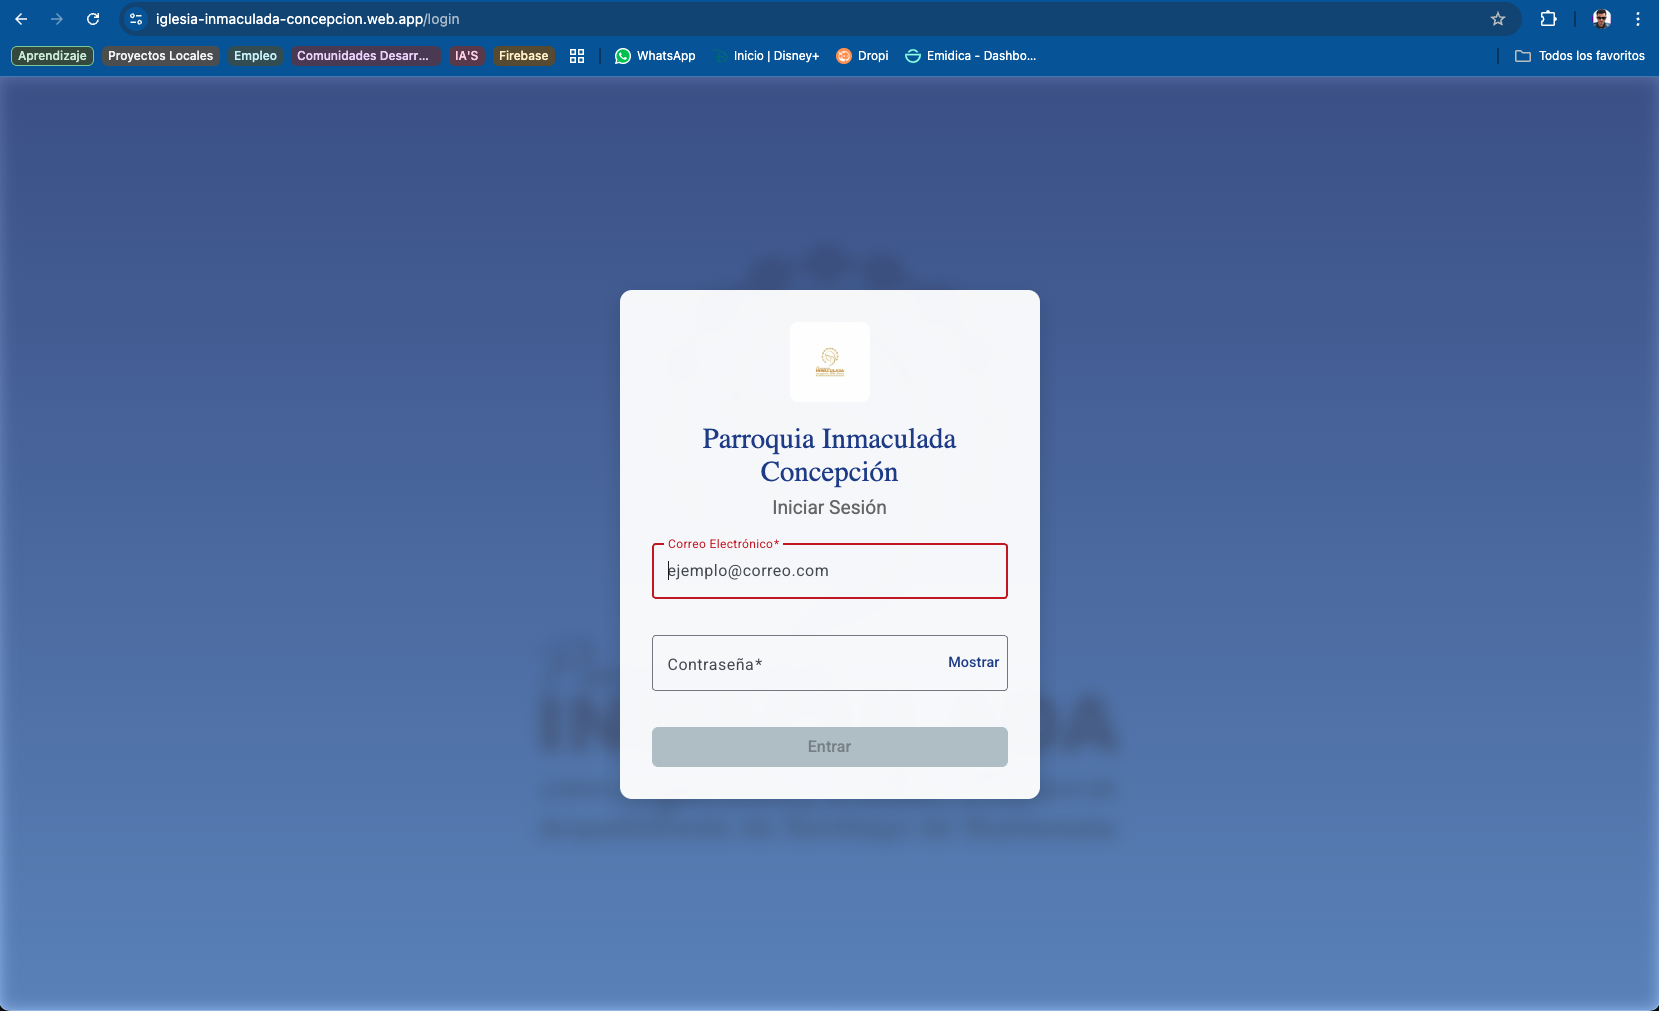 iglesia-inmaculada-concepcion.web.app/login
Aprendizaje Proyectos Locales Empleo Comunidades Desarr... IA'S Firebase WhatsApp Inicio | Disney+ Dropi Emidica - Dashbo... Todos los favoritos
INMACULADA
Parroquia Inmaculada
Concepción
Iniciar Sesión
Correo Electrónico*
ejemplo@correo.com
Contraseña*
Mostrar
Entrar